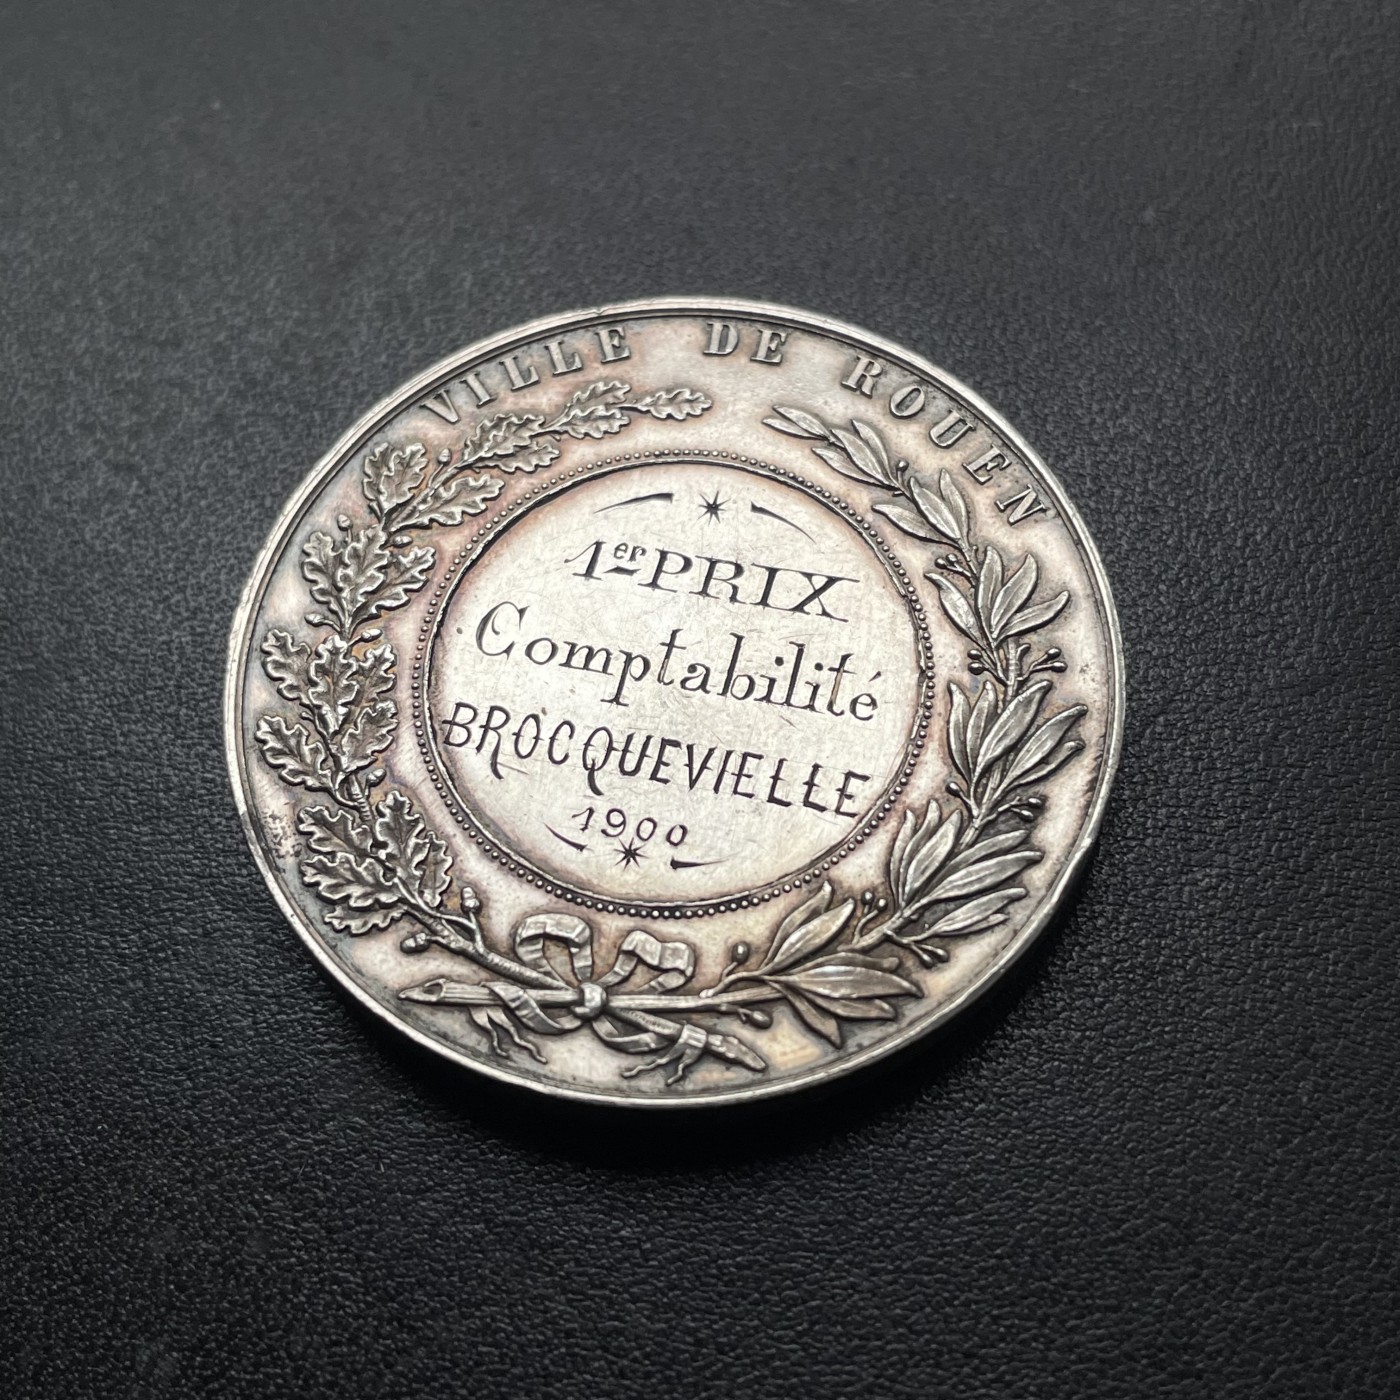 VILLE DE ROUEN
1er PRIX
Comptabilité
BROCQUEVIELLE
1900